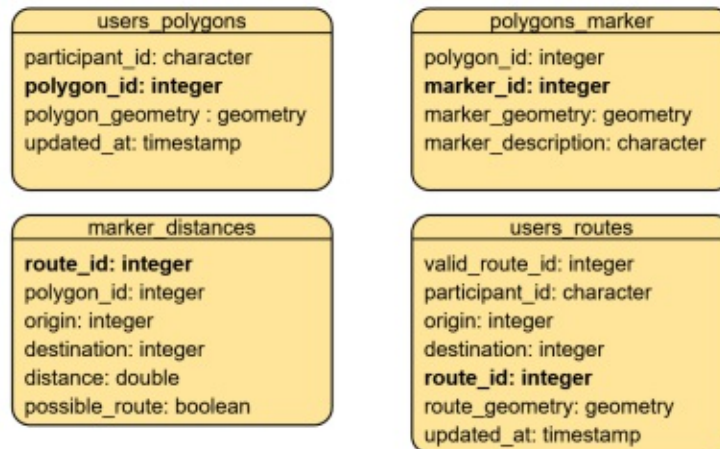 users_polygons
participant_id: character
polygon_id: integer
polygon_geometry : geometry
updated_at: timestamp
polygons_marker
polygon_id: integer
marker_id: integer
marker_geometry: geometry
marker_description: character
marker_distances
route_id: integer
polygon_id: integer
origin: integer
destination: integer
distance: double
possible_route: boolean
users_routes
valid_route_id: integer
participant_id: character
origin: integer
destination: integer
route_id: integer
route_geometry: geometry
updated_at: timestamp